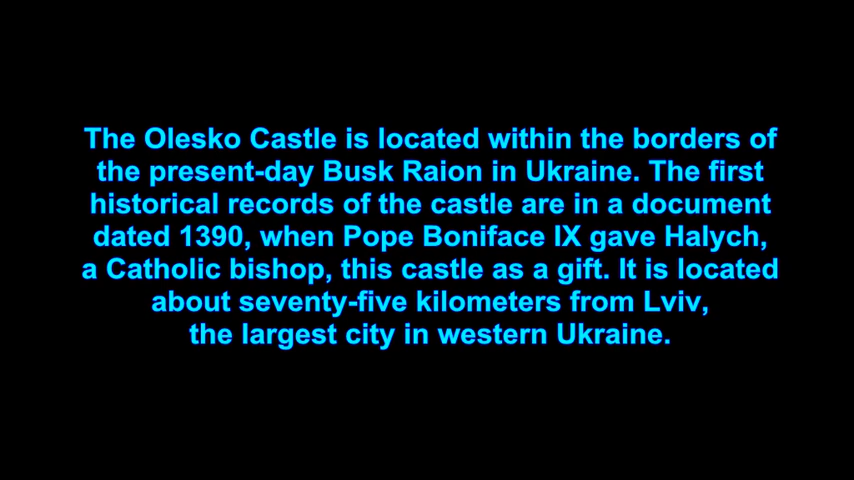 The Olesko Castle is located within the borders of
the present-day Busk Raion in Ukraine. The first
historical records of the castle are in a document
dated 1390, when Pope Boniface IX gave Halych,
a Catholic bishop, this castle as a gift. It is located
about seventy-five kilometers from Lviv,
the largest city in western Ukraine.